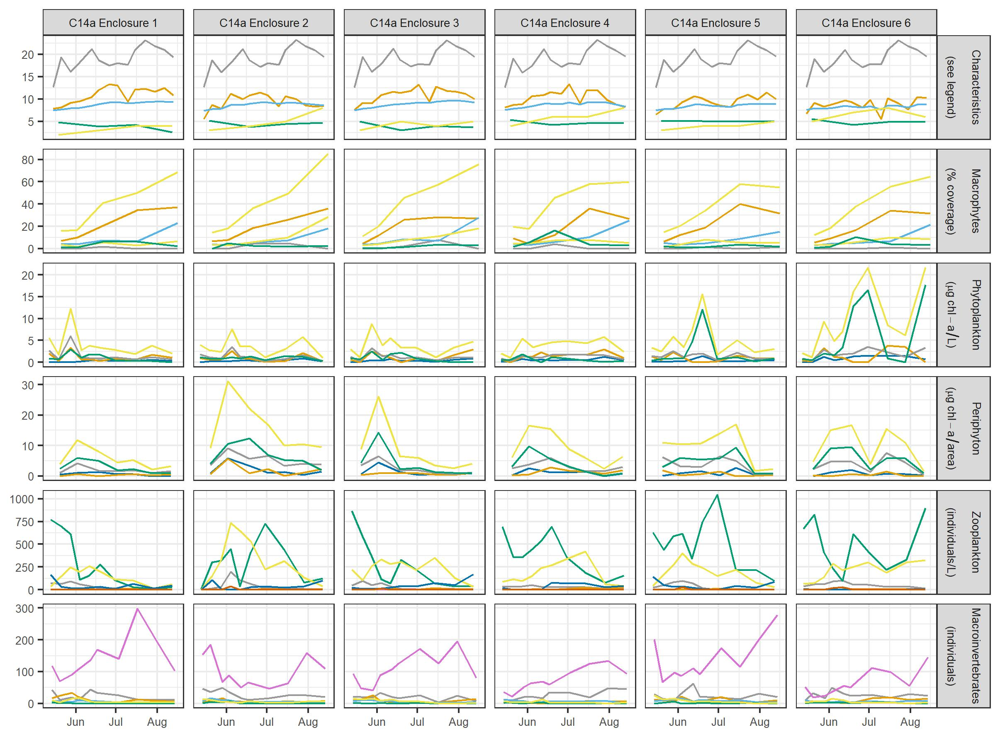 C14a Enclosure 1
C14a Enclosure 2
C14a Enclosure 3
C14a Enclosure 4
C14a Enclosure 5
C14a Enclosure 6
20
15
10
5
Characteristics
(see legend)
80
60
40
20
0
Macrophytes
(% coverage)
20
15
10
5
0
Phytoplankton
(μg chl−a/L)
30
20
10
0
Periphyton
(μg chl−a/area)
1000
750
500
250
0
Zooplankton
(individuals/L)
300
200
100
0
Macroinvertebrates
(individuals)
Jun Jul Aug
Jun Jul Aug
Jun Jul Aug
Jun Jul Aug
Jun Jul Aug
Jun Jul Aug